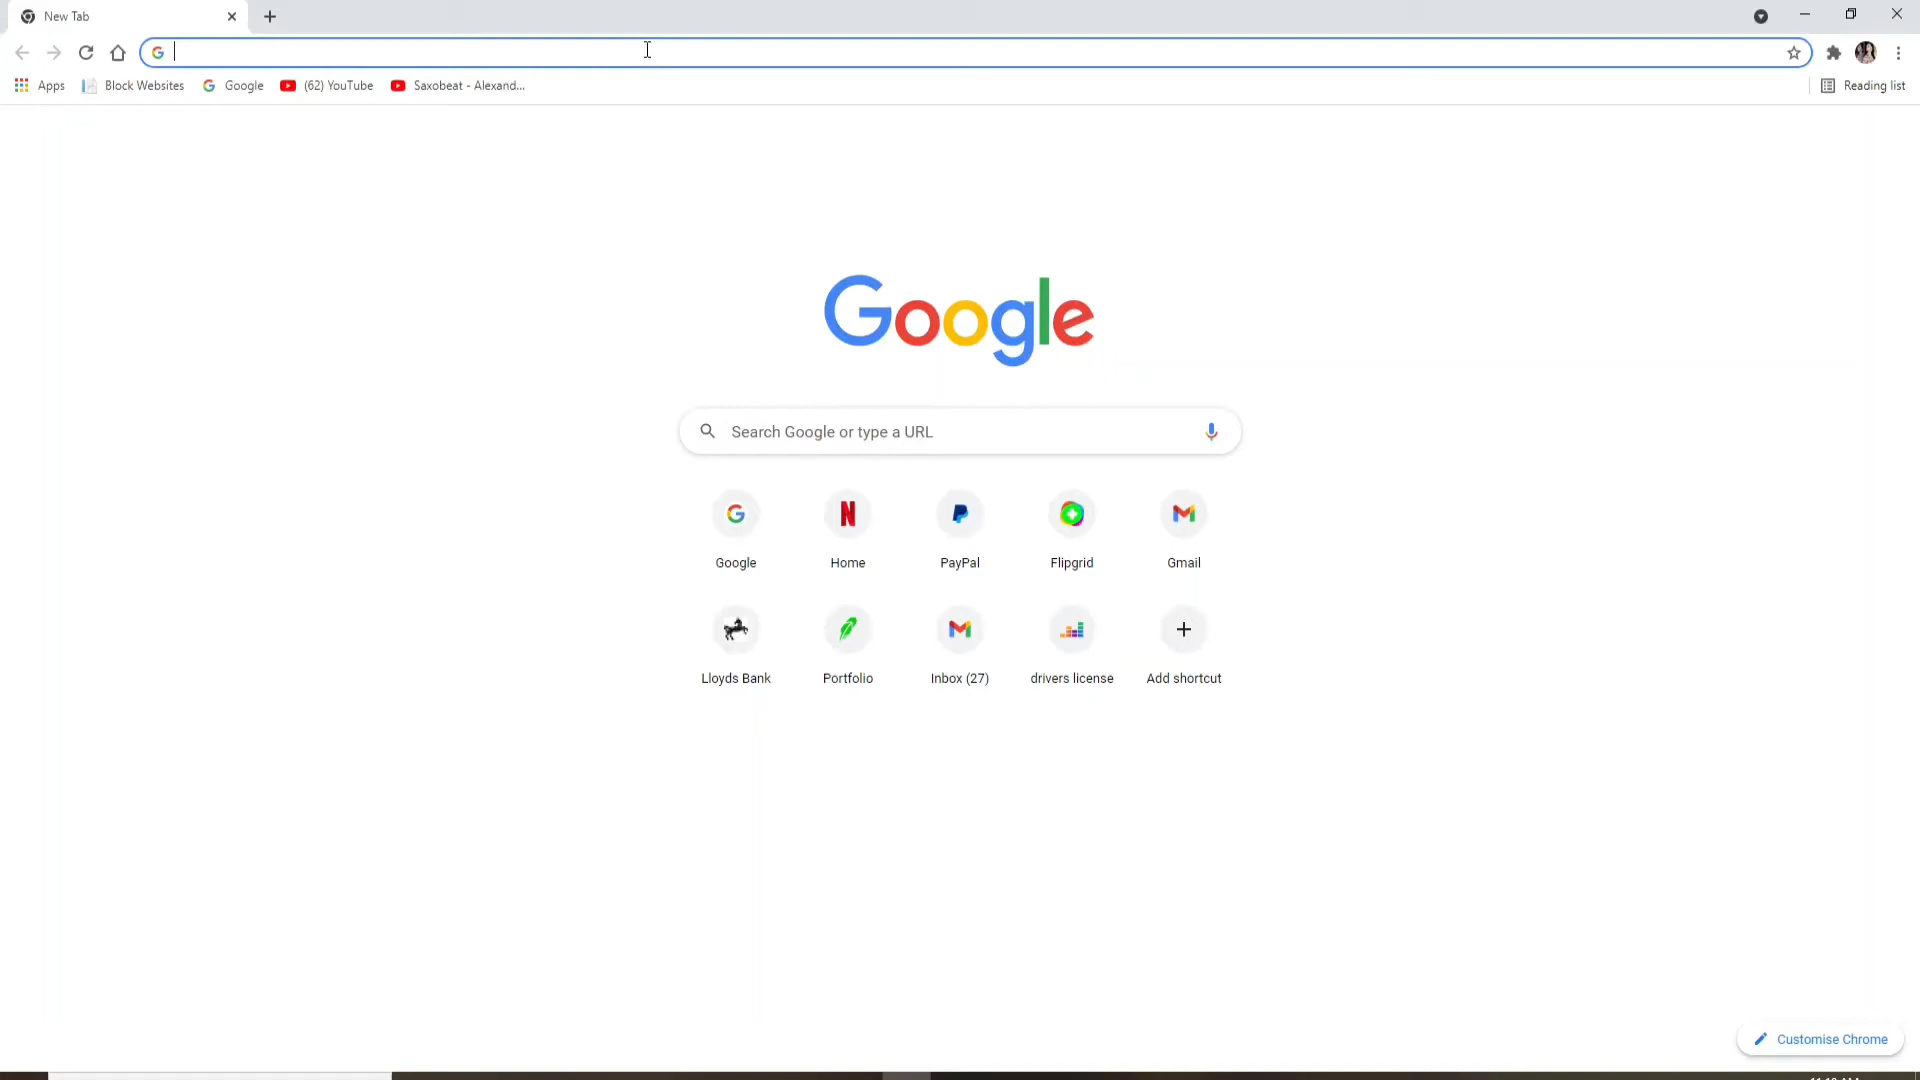 New Tab
Apps Block Websites Google (62) YouTube Saxobeat - Alexand... Reading list
Google
Search Google or type a URL
Google Home PayPal Flipgrid Gmail
Lloyds Bank Portfolio Inbox (27) drivers license Add shortcut
Customise Chrome